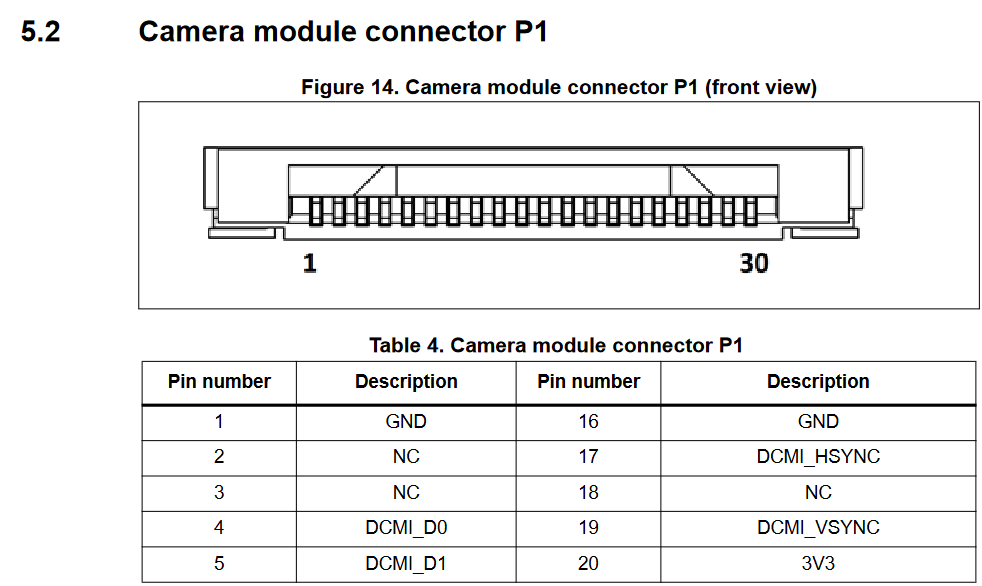 5.2 Camera module connector P1
Figure 14. Camera module connector P1 (front view)
1 30
Table 4. Camera module connector P1
Pin number Description Pin number Description
1 GND 16 GND
2 NC 17 DCMI_HSYNC
3 NC 18 NC
4 DCMI_D0 19 DCMI_VSYNC
5 DCMI_D1 20 3V3